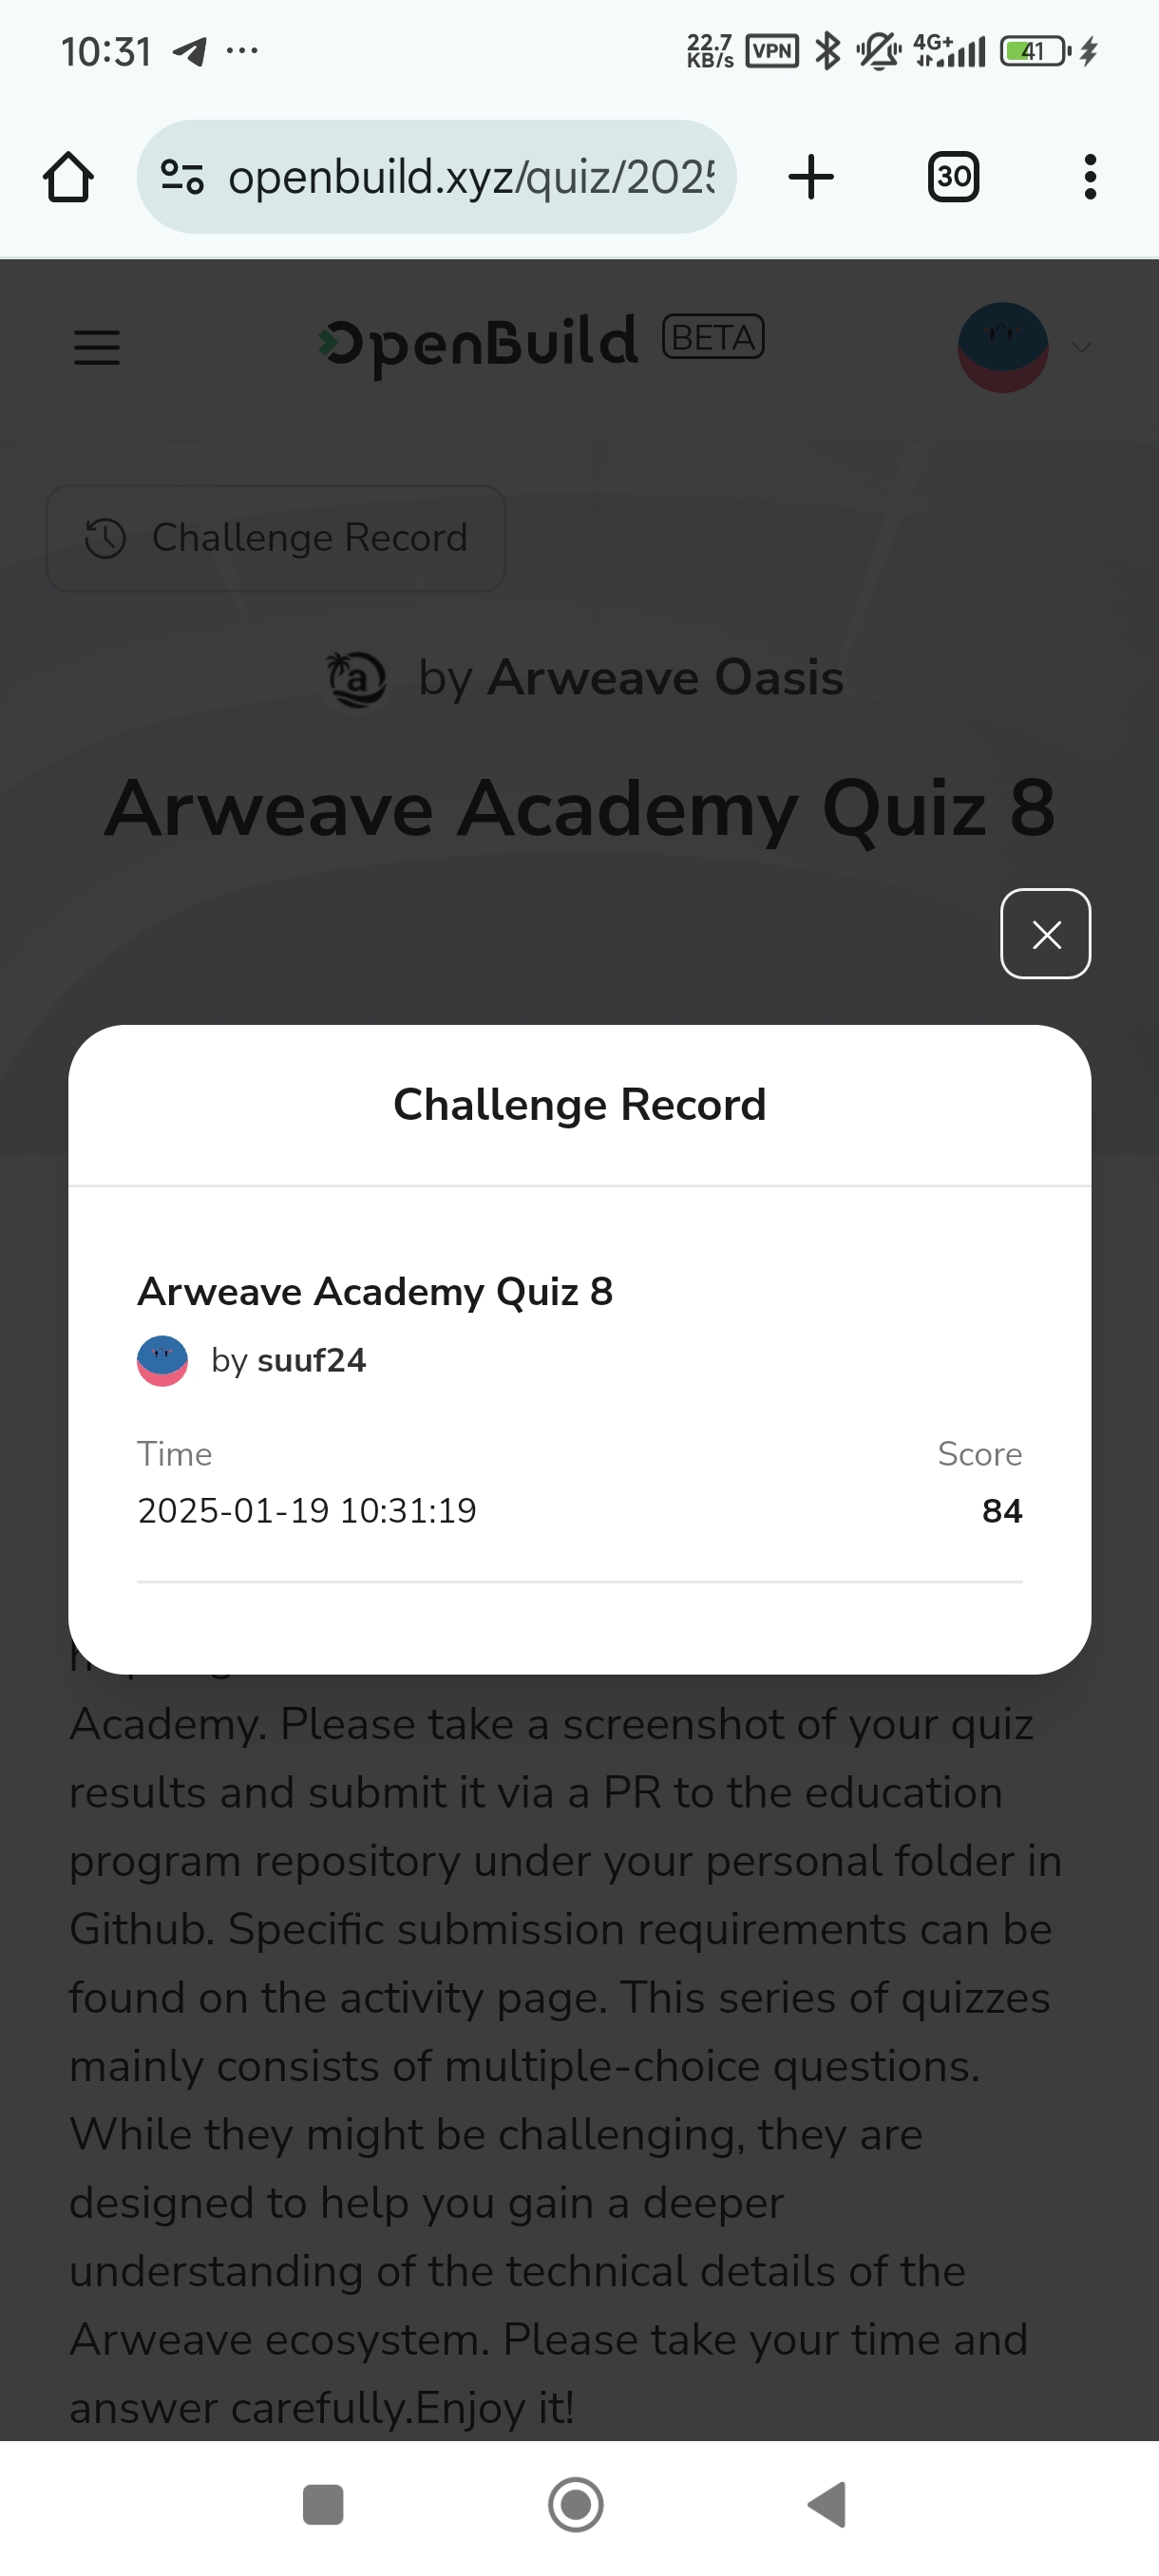 10:31
22.7 KB/s VPN 4G+ 41
openbuild.xyz/quiz/2025
30
OpenBuild BETA
Challenge Record
by Arweave Oasis
Arweave Academy Quiz 8
Challenge Record
Arweave Academy Quiz 8
by suuf24
Time Score
2025-01-19 10:31:19 84
Academy. Please take a screenshot of your quiz
results and submit it via a PR to the education
program repository under your personal folder in
Github. Specific submission requirements can be
found on the activity page. This series of quizzes
mainly consists of multiple-choice questions.
While they might be challenging, they are
designed to help you gain a deeper
understanding of the technical details of the
Arweave ecosystem. Please take your time and
answer carefully.Enjoy it!